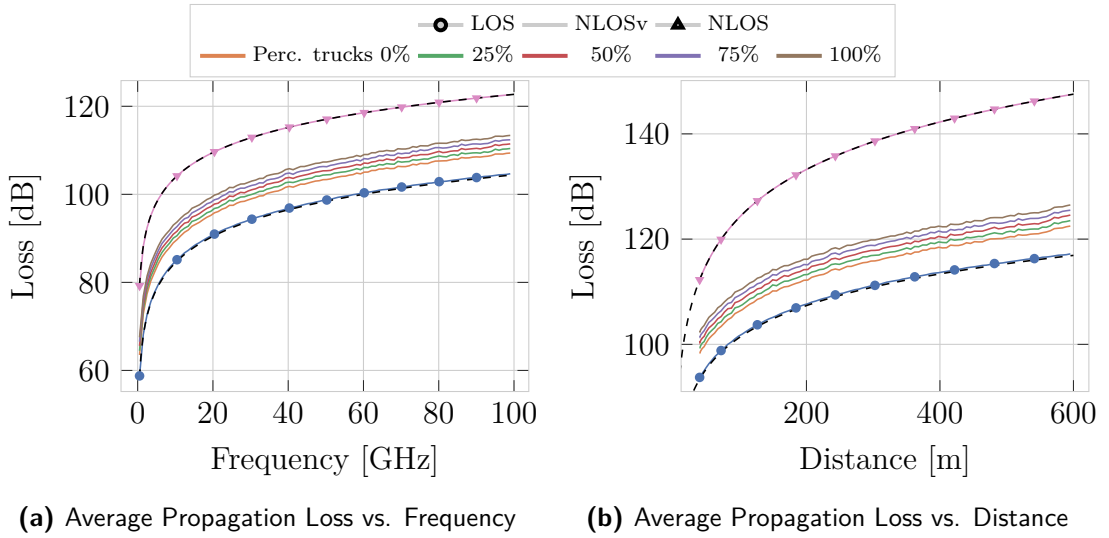 LOS NLOSv NLOS
Perc. trucks 0% 25% 50% 75% 100%
120
100
80
60
Loss [dB]
0 20 40 60 80 100
Frequency [GHz]
140
120
100
Loss [dB]
200 400 600
Distance [m]
(a) Average Propagation Loss vs. Frequency
(b) Average Propagation Loss vs. Distance